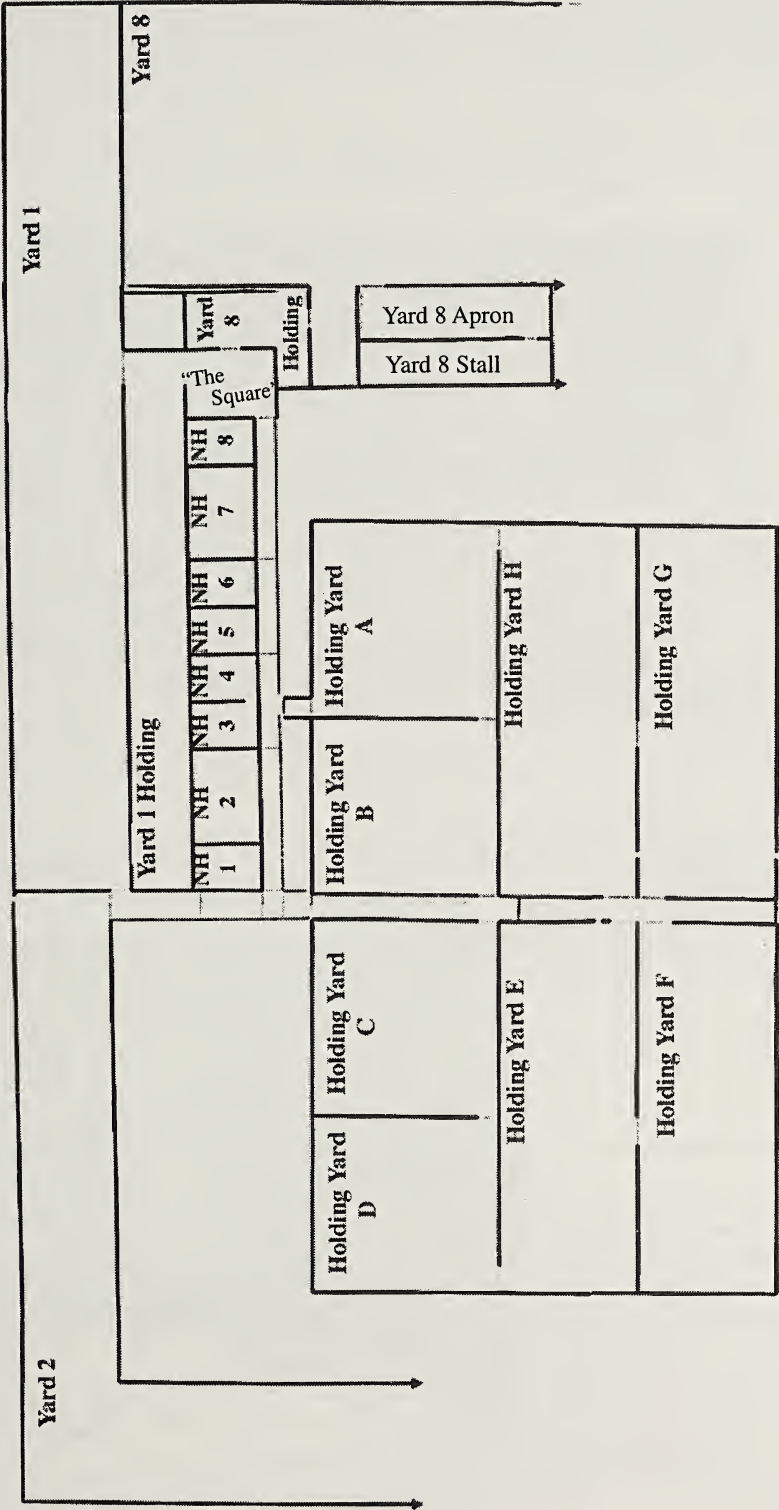 Yard 2
Yard 1
Yard 8
Yard 1 Holding
NH
1
NH
2
NH
3
NH
4
NH
5
NH
6
NH
7
NH
8
“The
Square’
Yard
8
Holding
Yard 8 Apron
Yard 8 Stall
Holding Yard
D
Holding Yard
C
Holding Yard
B
Holding Yard
A
Holding Yard E
Holding Yard H
Holding Yard F
Holding Yard G